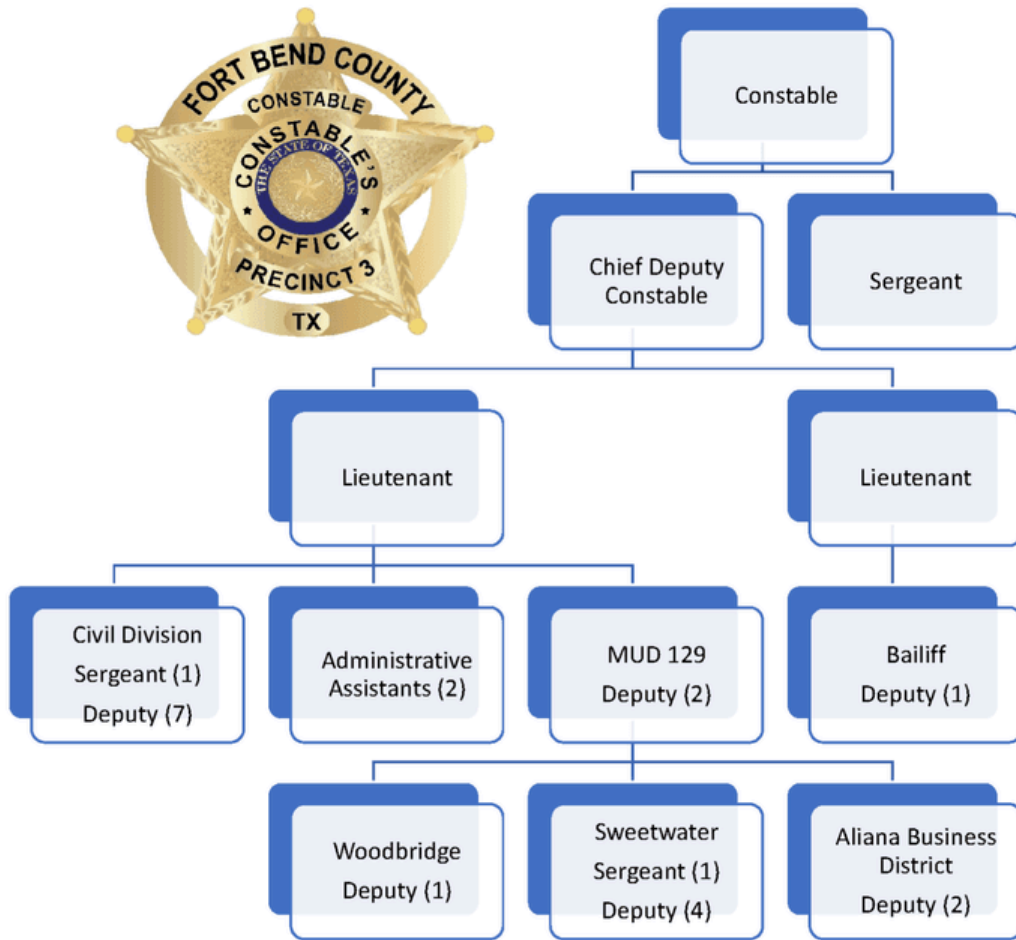 FORT BEND COUNTY
CONSTABLE
CONSTABLE'S
THE STATE OF TEXAS
OFFICE
PRECINCT 3
TX
Constable
Chief Deputy
Constable
Sergeant
Lieutenant
Lieutenant
Civil Division
Sergeant (1)
Deputy (7)
Administrative
Assistants (2)
MUD 129
Deputy (2)
Bailiff
Deputy (1)
Woodbridge
Deputy (1)
Sweetwater
Sergeant (1)
Deputy (4)
Aliana Business
District
Deputy (2)